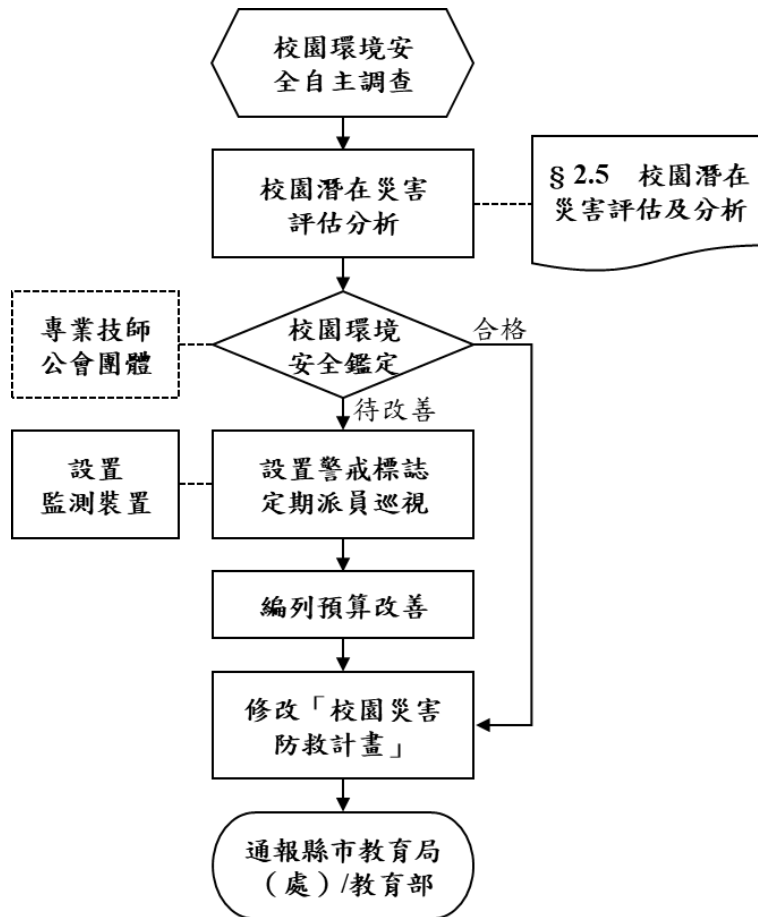 校園環境安
全自主調查
校園潛在災害
評估分析
§ 2.5 校園潛在
災害評估及分析
專業技師
公會團體
校園環境
安全鑑定
合格
待改善
設置
監測裝置
設置警戒標誌
定期派員巡視
編列預算改善
修改「校園災害
防救計畫」
通報縣市教育局
（處）/教育部